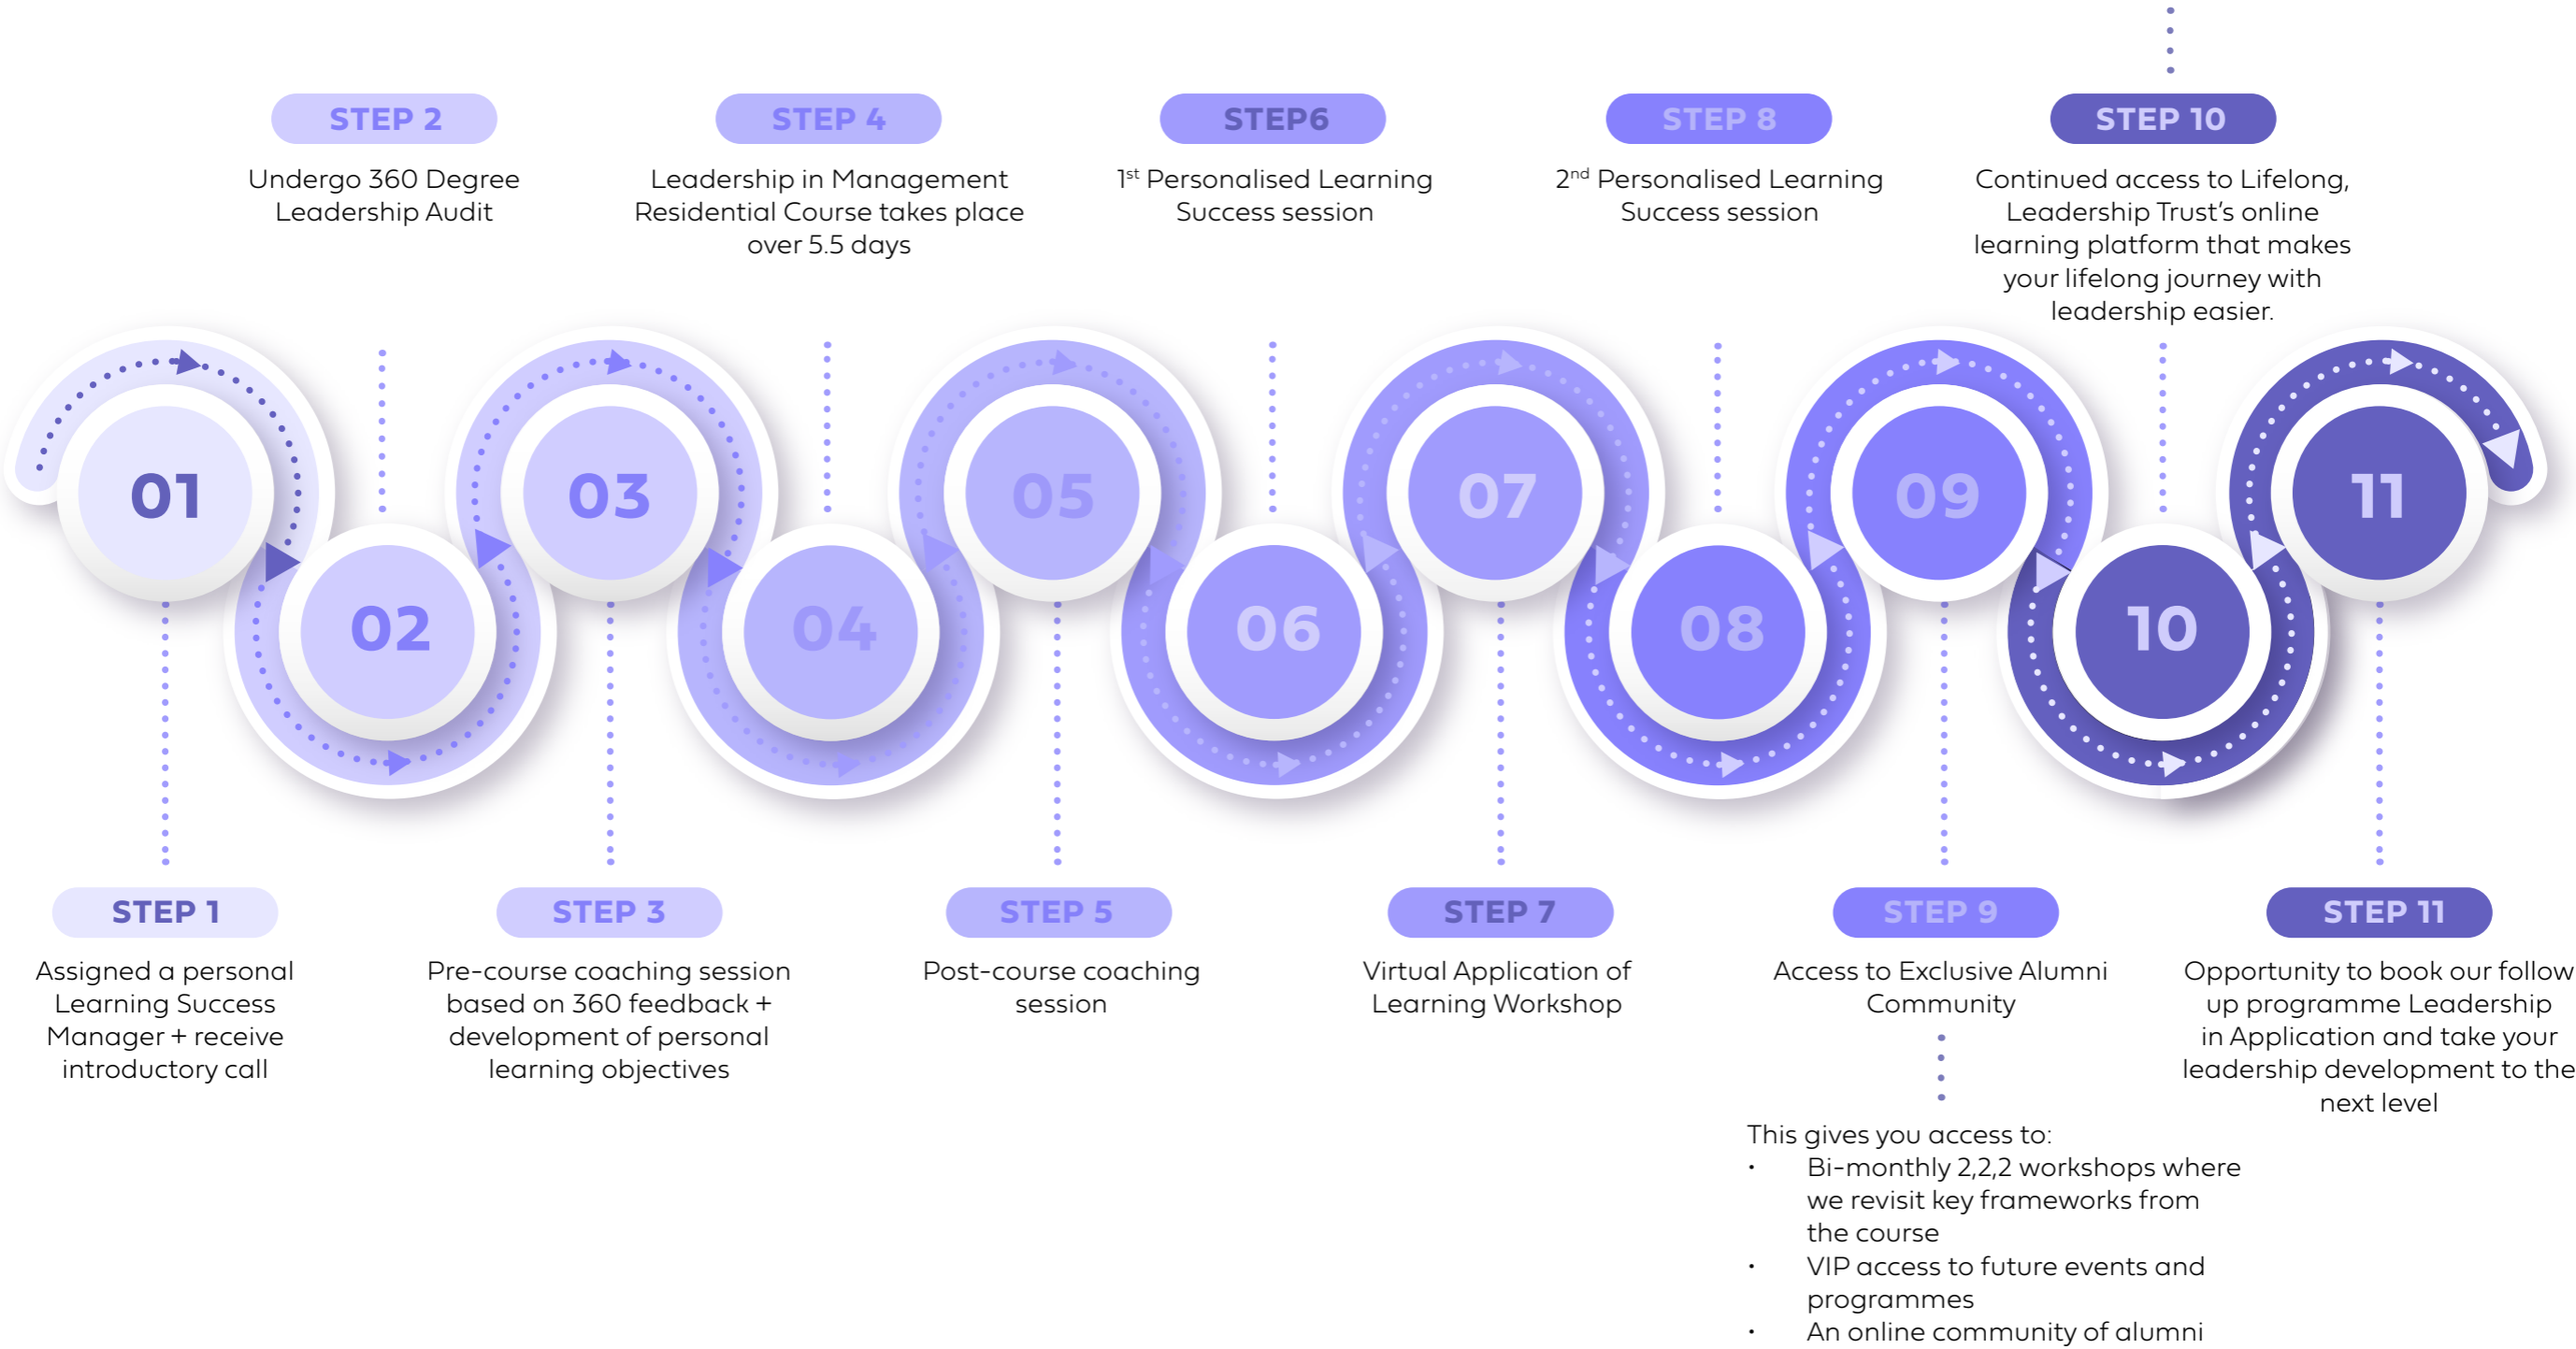 STEP 2
Undergo 360 Degree
Leadership Audit
STEP 4
Leadership in Management
Residential Course takes place
over 5.5 days
STEP6
1st Personalised Learning
Success session
STEP 8
2nd Personalised Learning
Success session
STEP 10
Continued access to Lifelong,
Leadership Trust's online
learning platform that makes
your lifelong journey with
leadership easier.
01
02
03
04
05
06
07
08
09
10
11
STEP 1
Assigned a personal
Learning Success
Manager + receive
introductory call
STEP 3
Pre-course coaching session
based on 360 feedback +
development of personal
learning objectives
STEP 5
Post-course coaching
session
STEP 7
Virtual Application of
Learning Workshop
STEP 9
Access to Exclusive Alumni
Community
This gives you access to:
• Bi-monthly 2,2,2 workshops where
we revisit key frameworks from
the course
• VIP access to future events and
programmes
• An online community of alumni
STEP 11
Opportunity to book our follow
up programme Leadership
in Application and take your
leadership development to the
next level